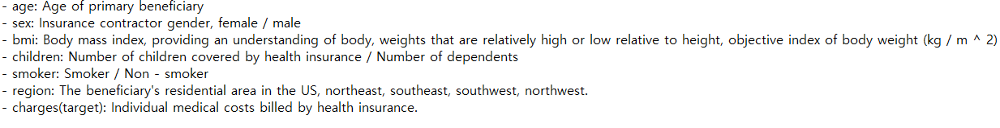 - age: Age of primary beneficiary
- sex: Insurance contractor gender, female / male
- bmi: Body mass index, providing an understanding of body, weights that are relatively high or low relative to height, objective index of body weight (kg / m ^ 2)
- children: Number of children covered by health insurance / Number of dependents
- smoker: Smoker / Non - smoker
- region: The beneficiary's residential area in the US, northeast, southeast, southwest, northwest.
- charges(target): Individual medical costs billed by health insurance.